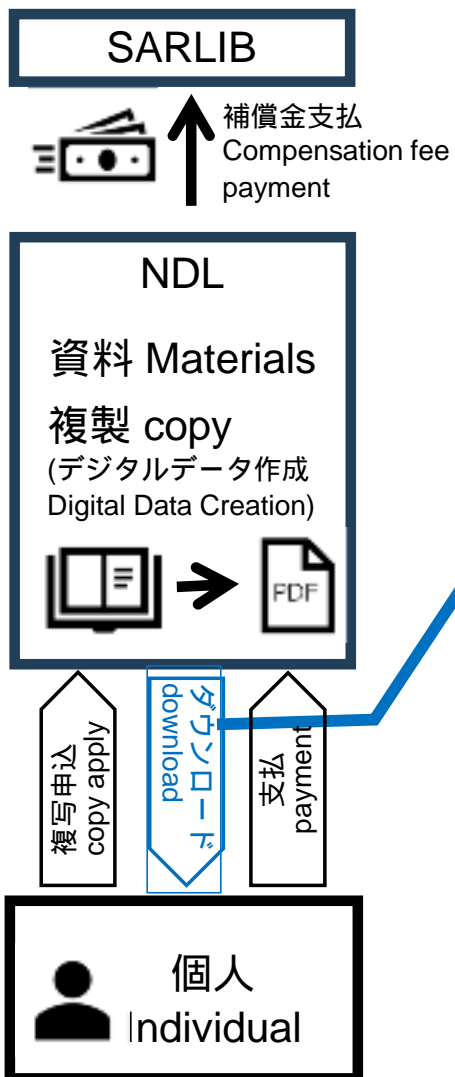 SARLIB
補償金支払
Compensation fee
payment
NDL
資料 Materials
複製 copy
(デジタルデータ作成
Digital Data Creation)
FDF
複写申込
copy apply
ダウンロード
download
支払
payment
個人
Individual